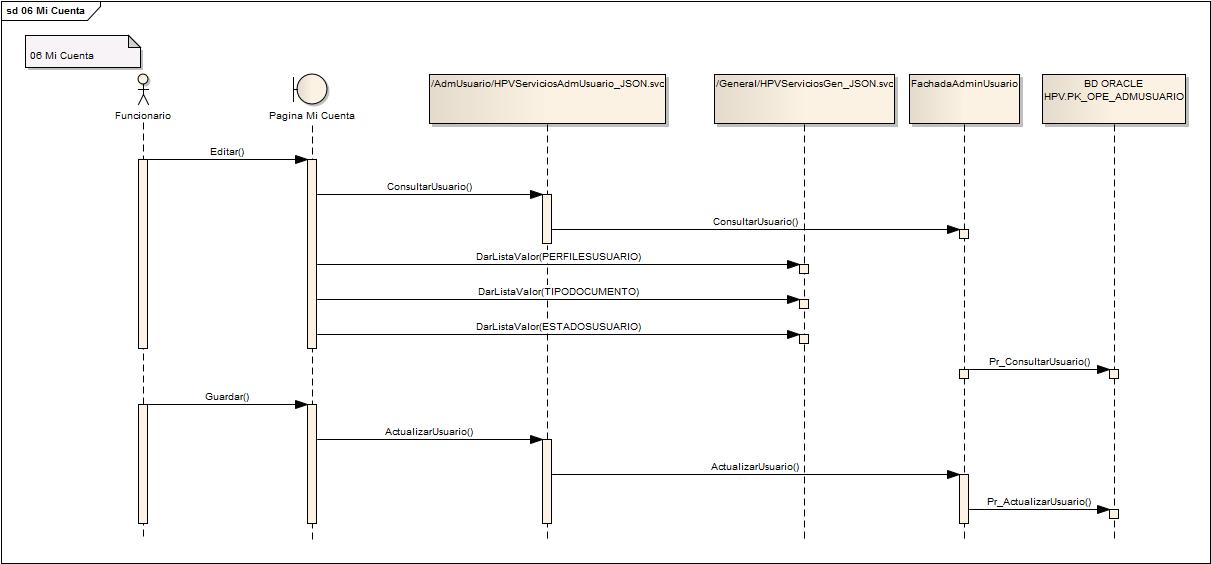 sd 06 Mi Cuenta
06 Mi Cuenta
Funcionario
Pagina Mi Cuenta
/AdmUsuario/HPVServiciosAdmUsuario_JSON.svc
/General/HPVServiciosGen_JSON.svc
FachadaAdminUsuario
BD ORACLE
HPV.PK_OPE_ADMUSUARIO
Editar()
ConsultarUsuario()
ConsultarUsuario()
DarListaValor(PERFILESUSUARIO)
DarListaValor(TIPODOCUMENTO)
DarListaValor(ESTADOSUSUARIO)
Pr_ConsultarUsuario()
Guardar()
ActualizarUsuario()
ActualizarUsuario()
Pr_ActualizarUsuario()